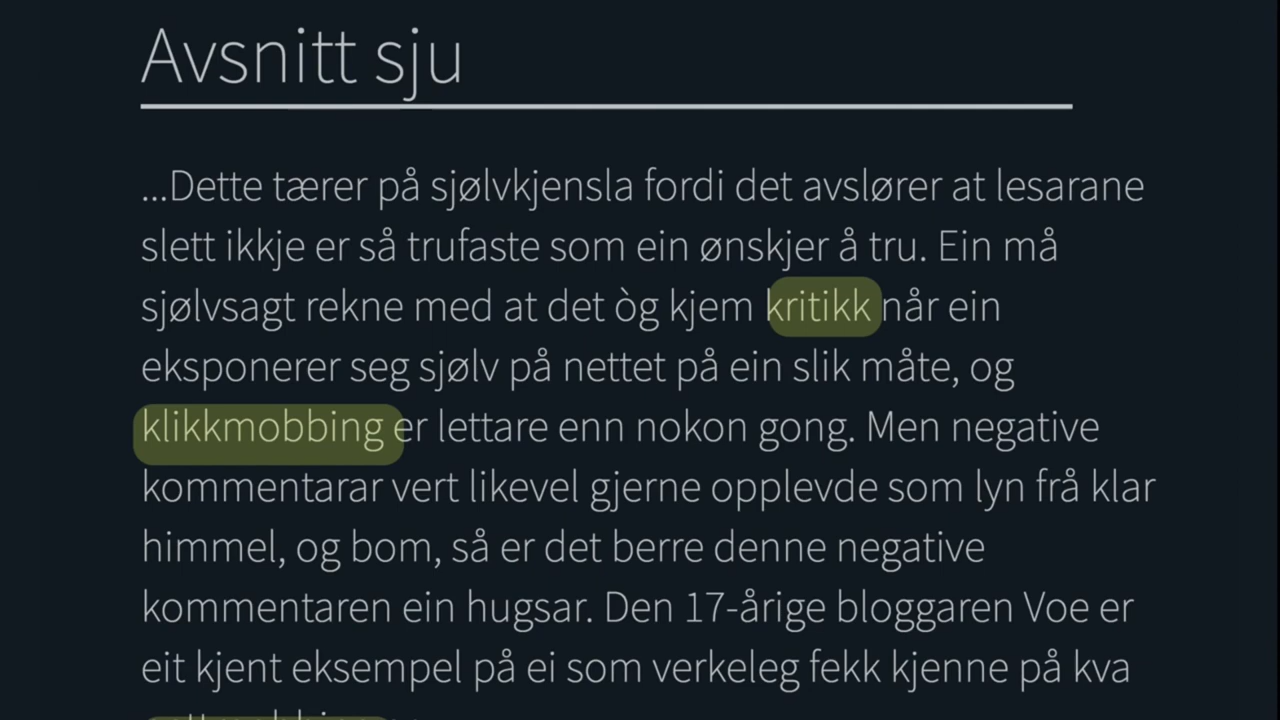 Avsnitt sju
...Dette tærer på sjølvkjensla fordi det avslører at lesarane
slett ikkje er så trufaste som ein ønskjer å tru. Ein må
sjølvsagt rekne med at det òg kjem kritikk når ein
eksponerer seg sjølv på nettet på ein slik måte, og
klikkmobbing er lettare enn nokon gong. Men negative
kommentarar vert likevel gjerne opplevde som lyn frå klar
himmel, og bom, så er det berre denne negative
kommentaren ein hugsar. Den 17-årige bloggaren Voe er
eit kjent eksempel på ei som verkeleg fekk kjenne på kva